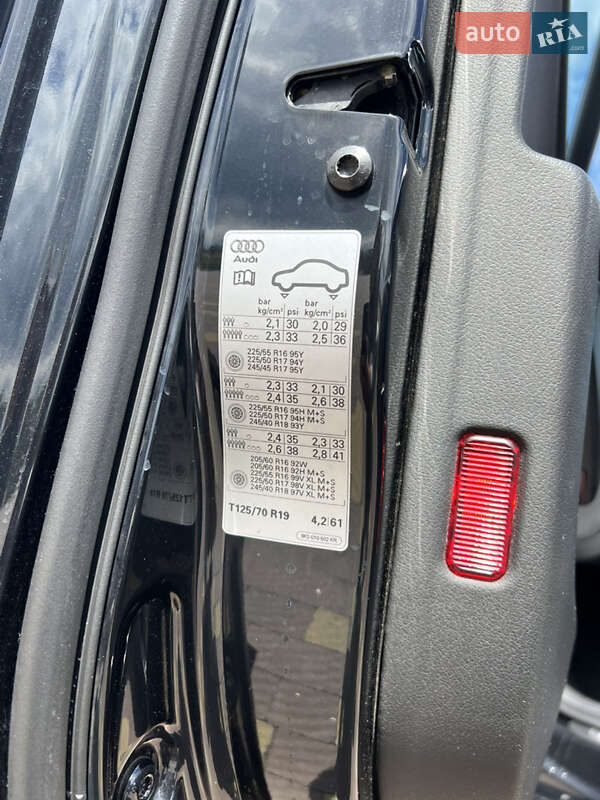 auto RIA .com
Audi
bar bar
kg/cm² psi kg/cm² psi
2,1 30 2,0 29
2,3 33 2,5 36
225/55 R16 95Y
225/50 R17 94Y
245/45 R17 95Y
2,3 33 2,1 30
2,4 35 2,6 38
225/55 R16 95H M+S
225/50 R17 94H M+S
245/40 R18 93Y
2,4 35 2,3 33
2,6 38 2,8 41
205/60 R16 92W
205/60 R16 92H M+S
225/55 R16 99V XL M+S
225/50 R17 98V XL M+S
245/40 R18 97V XL M+S
T125/70 R19 4,2 61